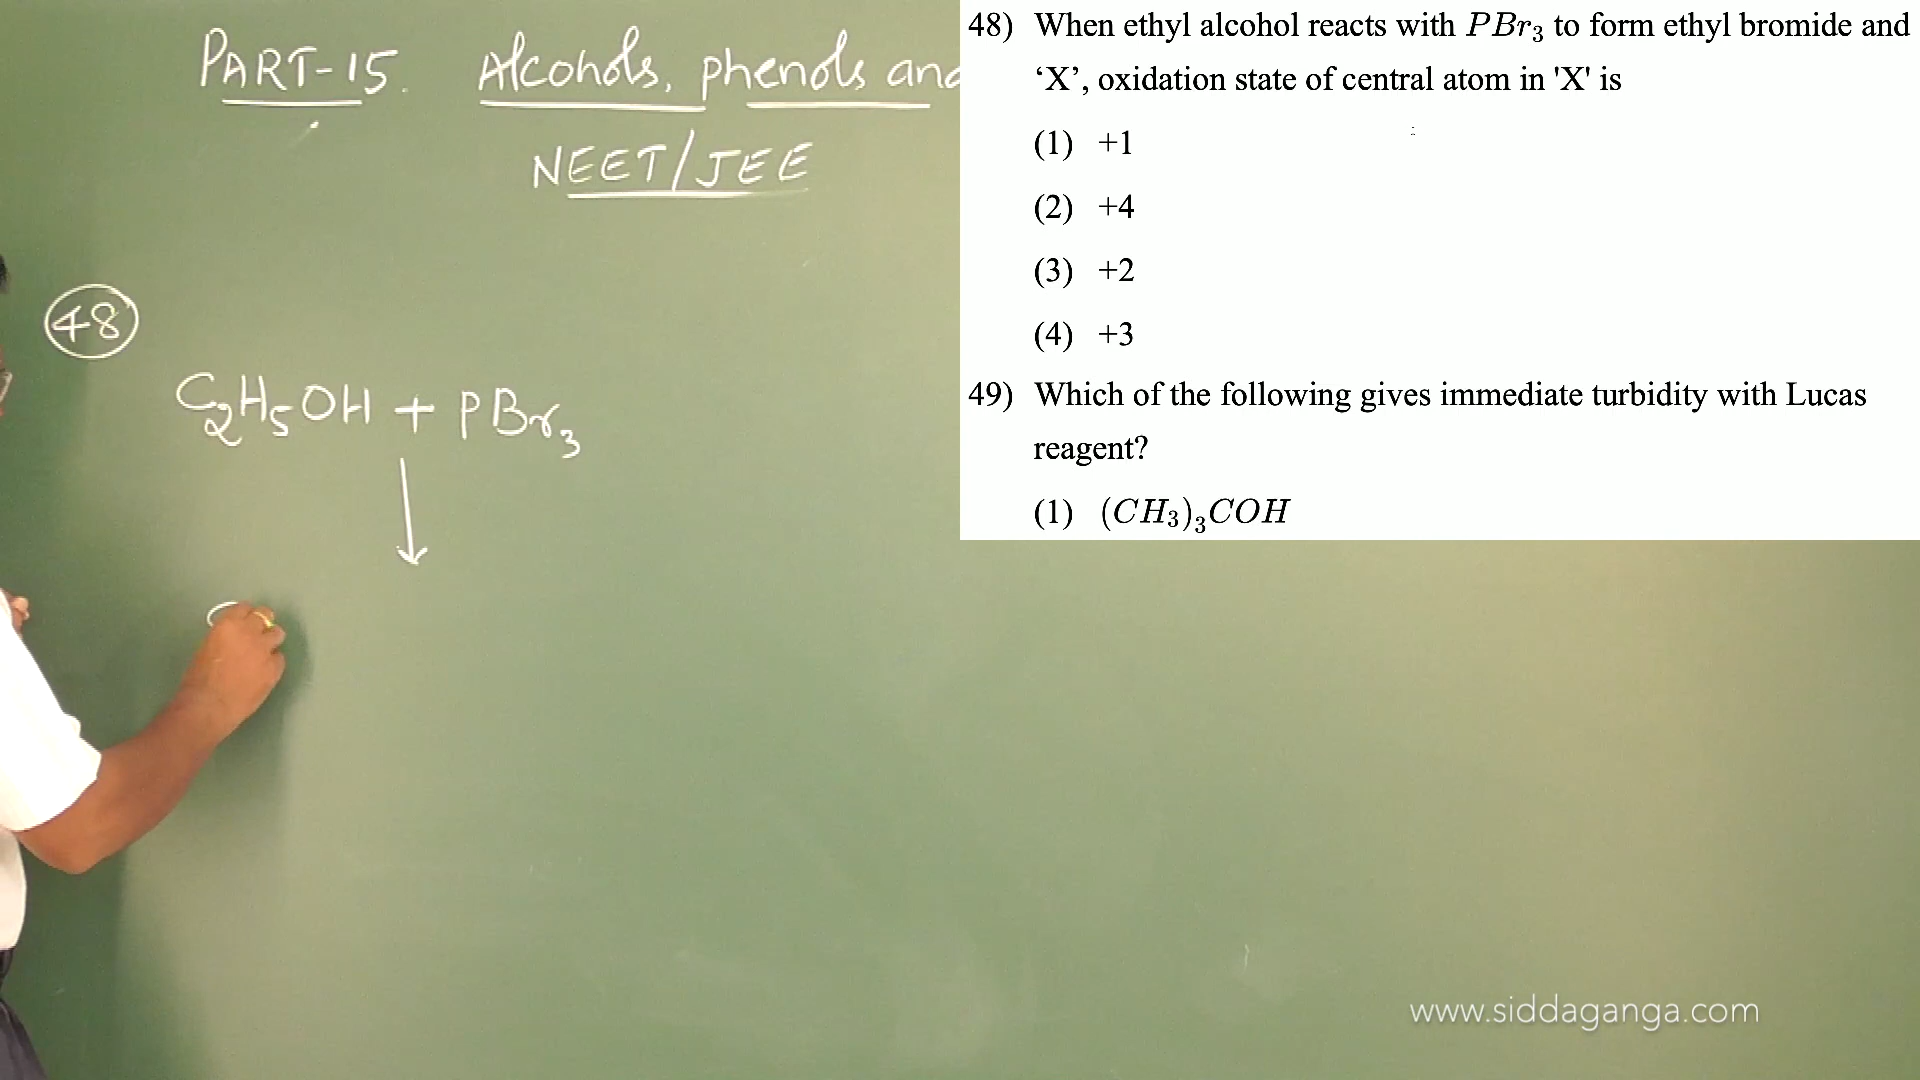 PART-15. Alcohols, phenols and
NEET/JEE
48
C2H5OH + PBr3
48) When ethyl alcohol reacts with PBr3 to form ethyl bromide and
‘X’, oxidation state of central atom in 'X' is
(1) +1
(2) +4
(3) +2
(4) +3
49) Which of the following gives immediate turbidity with Lucas
reagent?
(1) (CH3)3COH
www.siddaganga.com